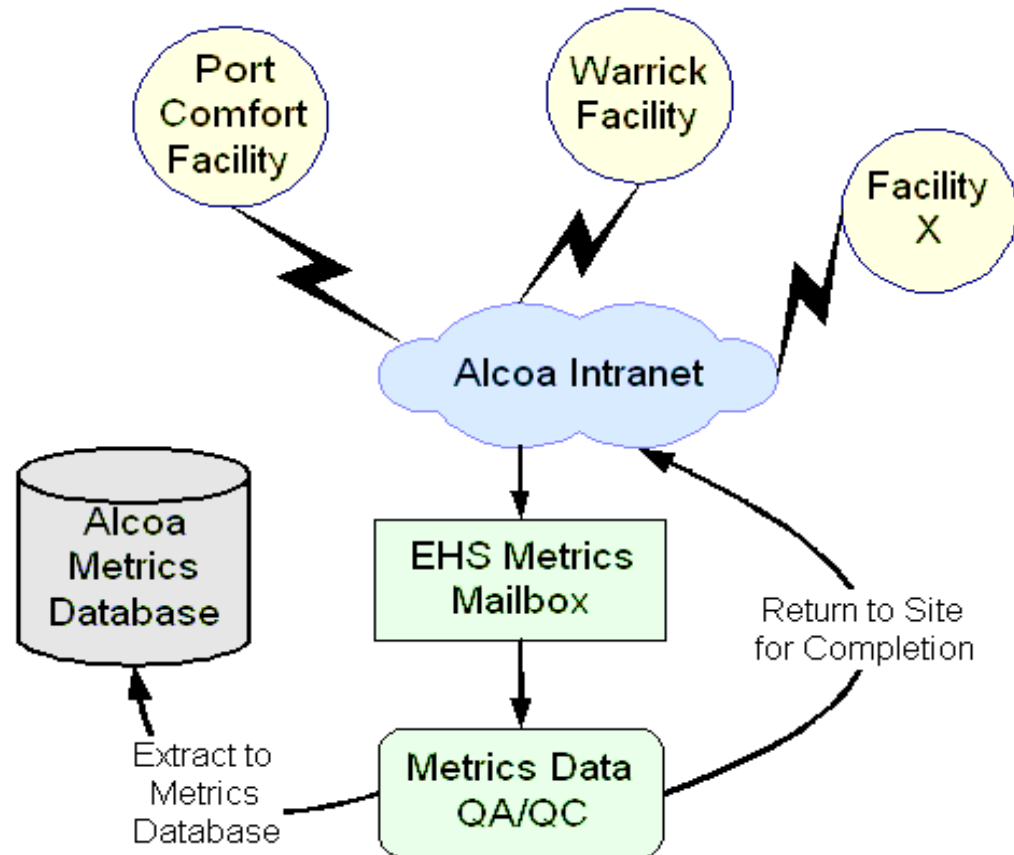 Port
Comfort
Facility
Warrick
Facility
Facility
X
Alcoa Intranet
Alcoa
Metrics
Database
EHS Metrics
Mailbox
Return to Site
for Completion
Extract to
Metrics
Database
Metrics Data
QA/QC